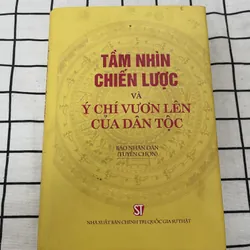 TẦM NHÌN
CHIẾN LƯỢC
VÀ
Ý CHÍ VƯƠN LÊN
CỦA DÂN TỘC
BÁO NHÂN DÂN
(TUYỂN CHỌN)
ST
NHÀ XUẤT BẢN CHÍNH TRỊ QUỐC GIA SỰ THẬT